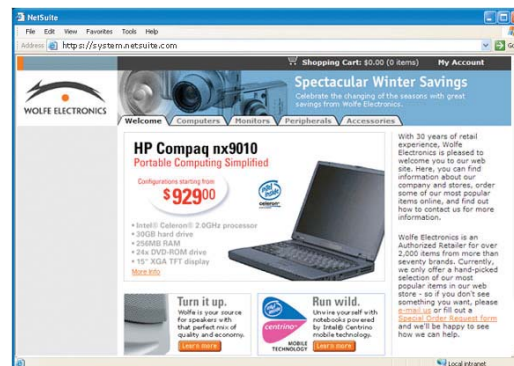 NetSuite
File Edit View Favorites Tools Help
Address https://system.netsuite.com Go
Shopping Cart: $0.00 (0 items) My Account
WOLFE ELECTRONICS
Spectacular Winter Savings
Celebrate the changing of the seasons with great
savings from Wolfe Electronics.
Welcome Computers Monitors Peripherals Accessories
HP Compaq nx9010
Portable Computing Simplified
Configurations starting from
$92900
• Intel® Celeron® 2.0GHz processor
• 30GB hard drive
• 256MB RAM
• 24x DVD-ROM drive
• 15" XGA TFT display
More Info
intel inside
celeron
With 30 years of retail
experience, Wolfe
Electronics is pleased to
welcome you to our web
site. Here, you can find
information about our
company and stores, order
some of our most popular
items online, and find out
how to contact us for more
information.
Wolfe Electronics is an
Authorized Retailer for over
2,000 items from more than
seventy brands. Currently,
we only offer a hand-picked
selection of our most
popular items in our web
store - so if you don't see
something you want, please
e-mail us or fill out a
Special Order Request form
and we'll be happy to see
how we can help.
Turn it up.
Wolfe is your source
for speakers with
that perfect mix of
quality and economy.
Learn more
intel inside
centrino
MOBILE
TECHNOLOGY
Run wild.
Unwire yourself with
notebooks powered
by Intel® Centrino
mobile technology.
Learn more
Local intranet